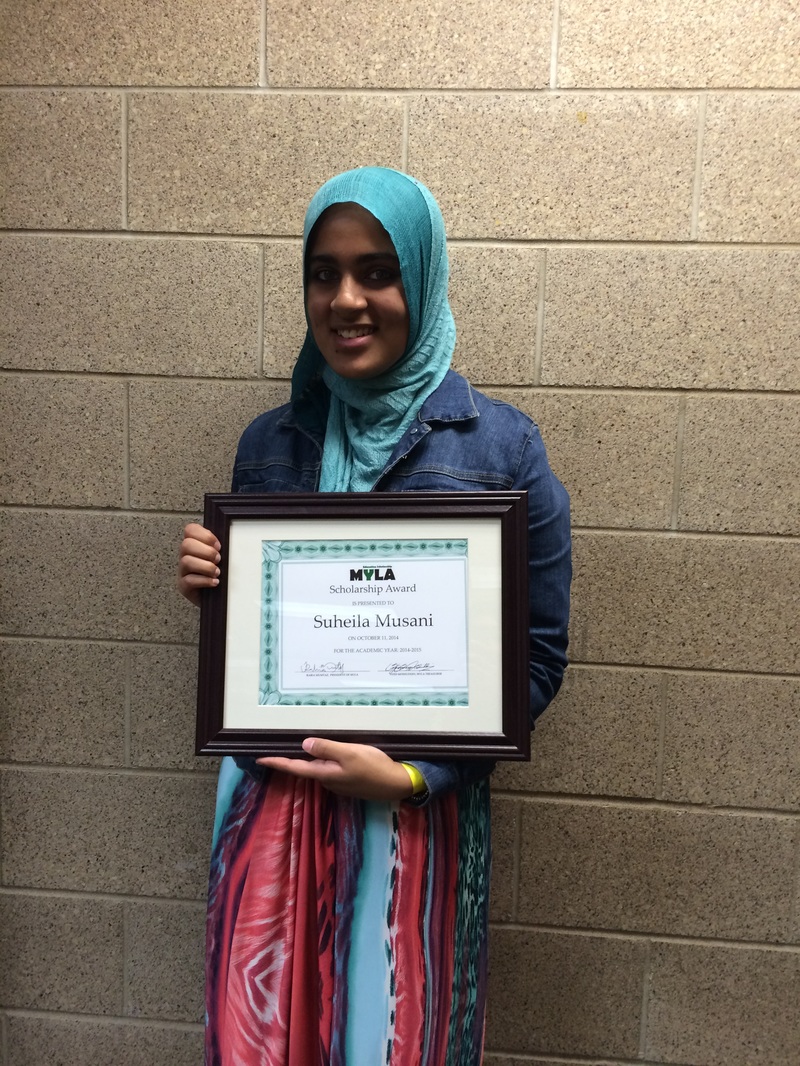 MYLA
Scholarship Award
IS PRESENTED TO
Suheila Musani
ON OCTOBER 11, 2014
FOR THE ACADEMIC YEAR: 2014-2015